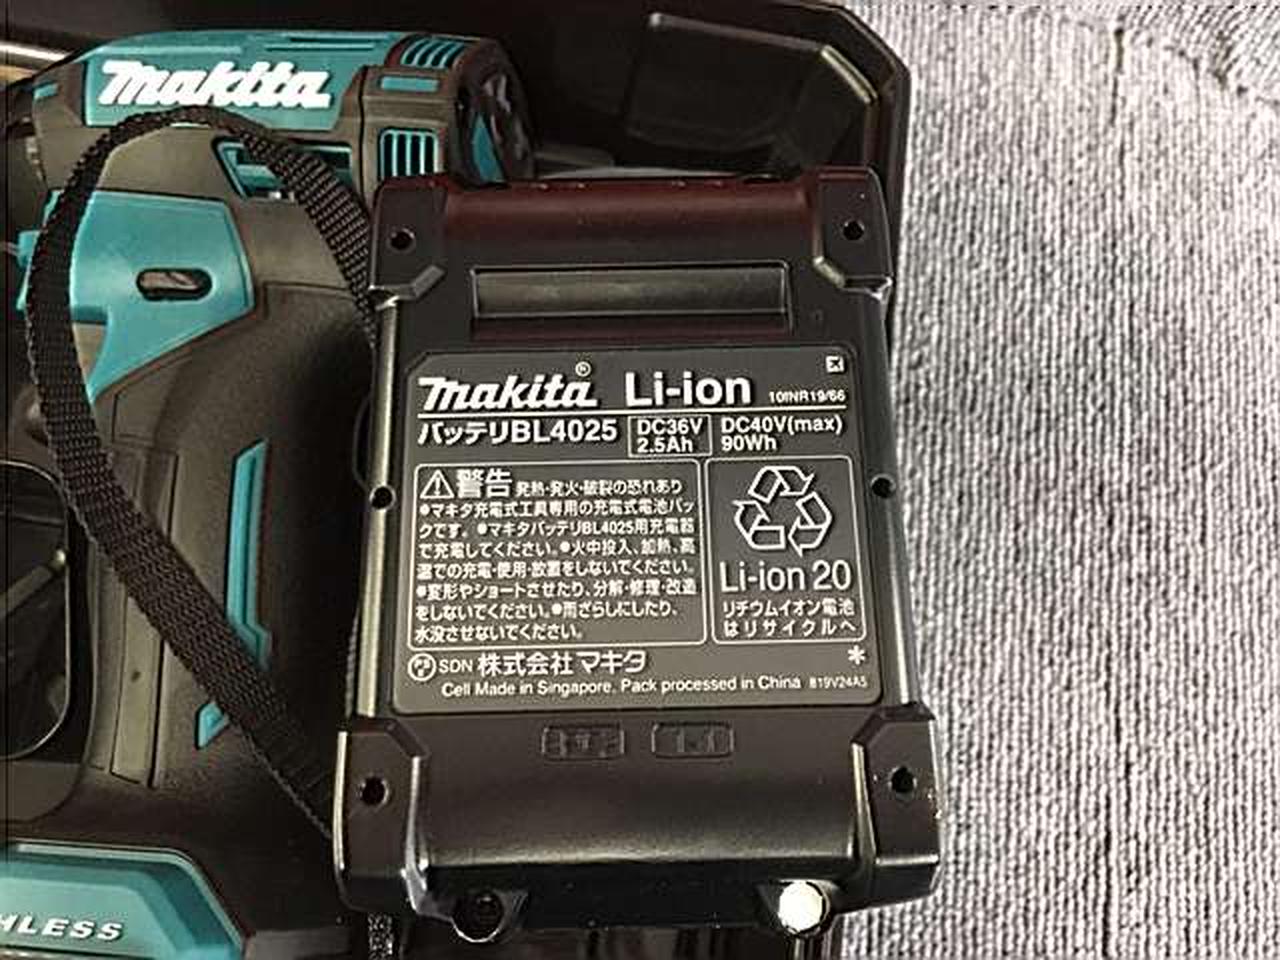 makita
makita® Li-ion 10INR19/66
バッテリBL4025 DC36V 2.5Ah DC40V(max) 90Wh
⚠警告 発熱・発火・破裂の恐れあり
●マキタ充電式工具専用の充電式電池パッ
クです。●マキタバッテリBL4025用充電器
で充電してください。●火中投入、加熱、高
温での充電・使用・放置をしないでください。
●変形やショートさせたり、分解・修理・改造
をしないでください。●雨ざらしにしたり、
水没させないでください。
Li-ion 20
リチウムイオン電池
はリサイクルへ
SDN 株式会社マキタ *
Cell Made in Singapore. Pack processed in China 819V24A5
HLESS